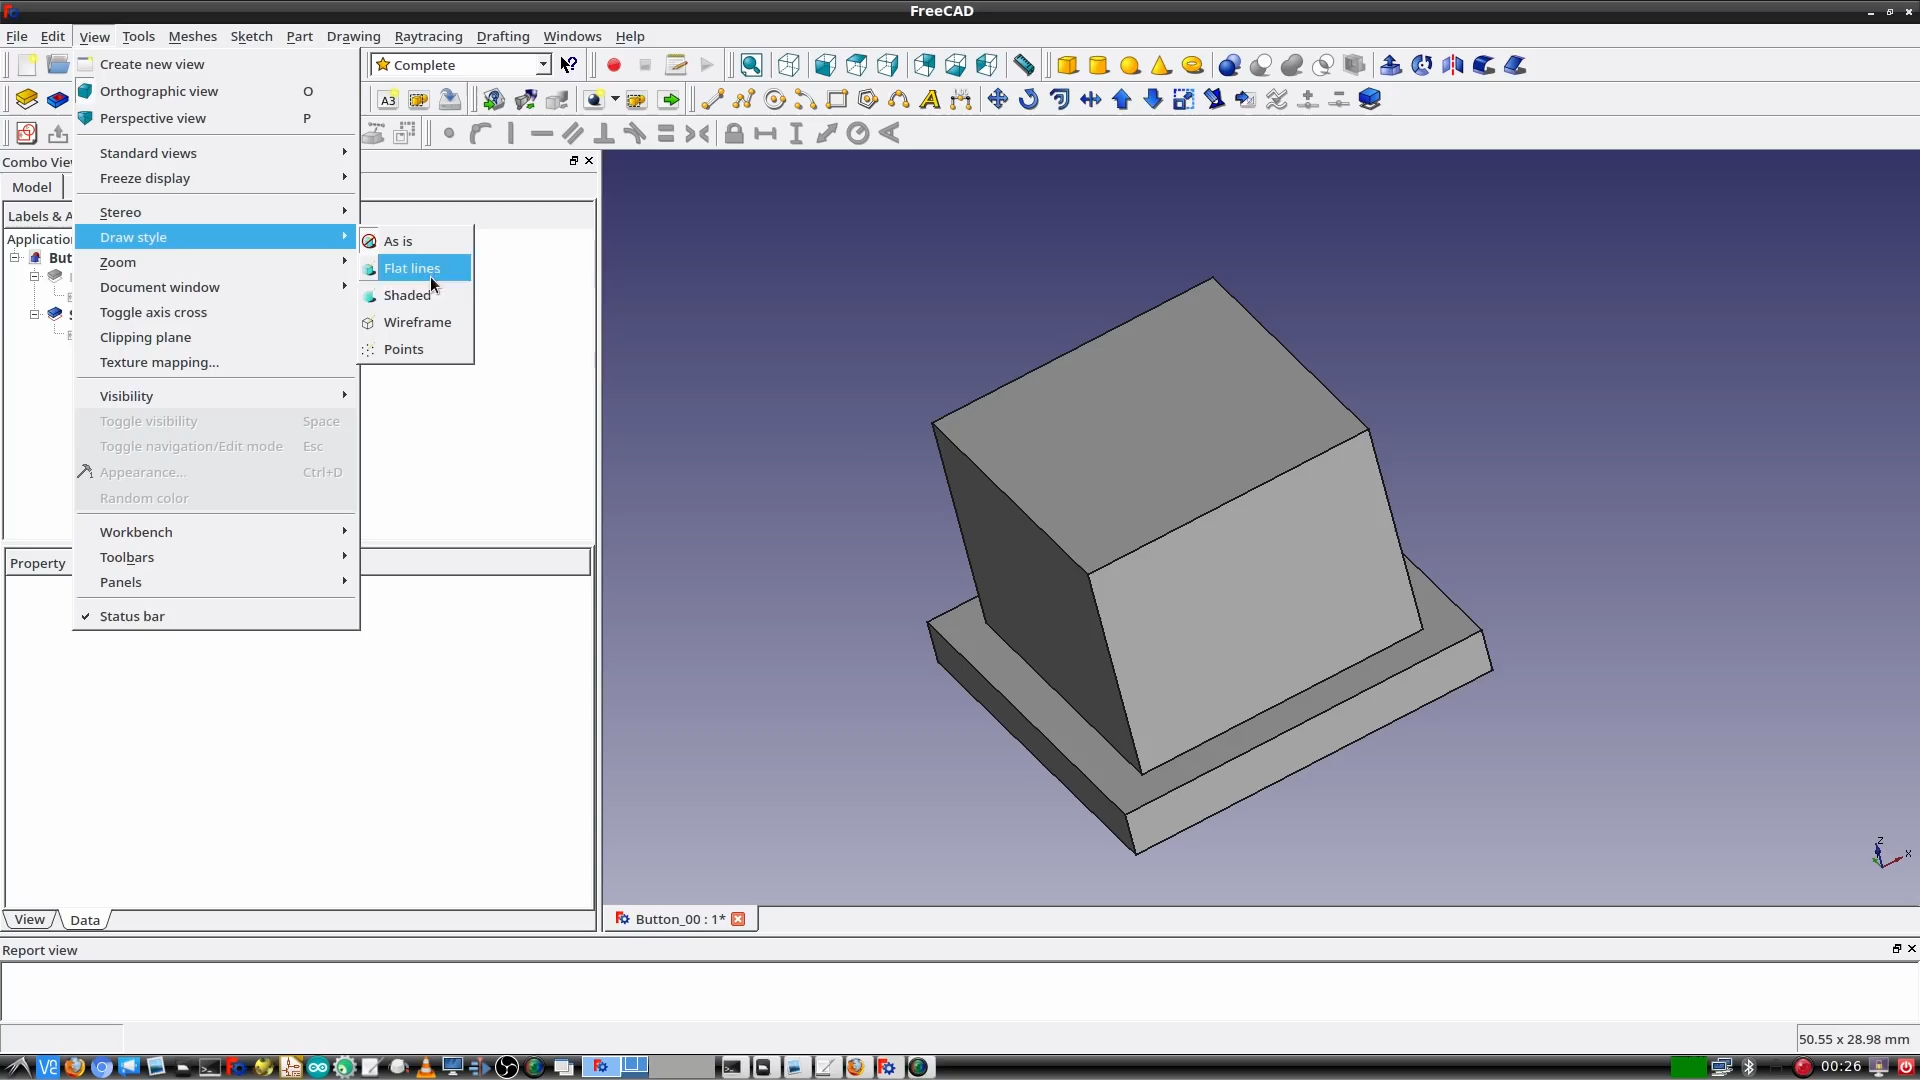 FreeCAD
File Edit View Tools Meshes Sketch Part Drawing Raytracing Drafting Windows Help
Complete
A3
Create new view
Orthographic view O
Perspective view P
Standard views
Freeze display
Stereo
Draw style
Zoom
Document window
Toggle axis cross
Clipping plane
Texture mapping...
Visibility
Toggle visibility Space
Toggle navigation/Edit mode Esc
Appearance... Ctrl+D
Random color
Workbench
Toolbars
Panels
Status bar
As is
Flat lines
Shaded
Wireframe
Points
Combo Vie
Model
Labels & A
Applicatio
But
Property
View Data
Z
X
Button_00 : 1*
Report view
50.55 x 28.98 mm
00:26